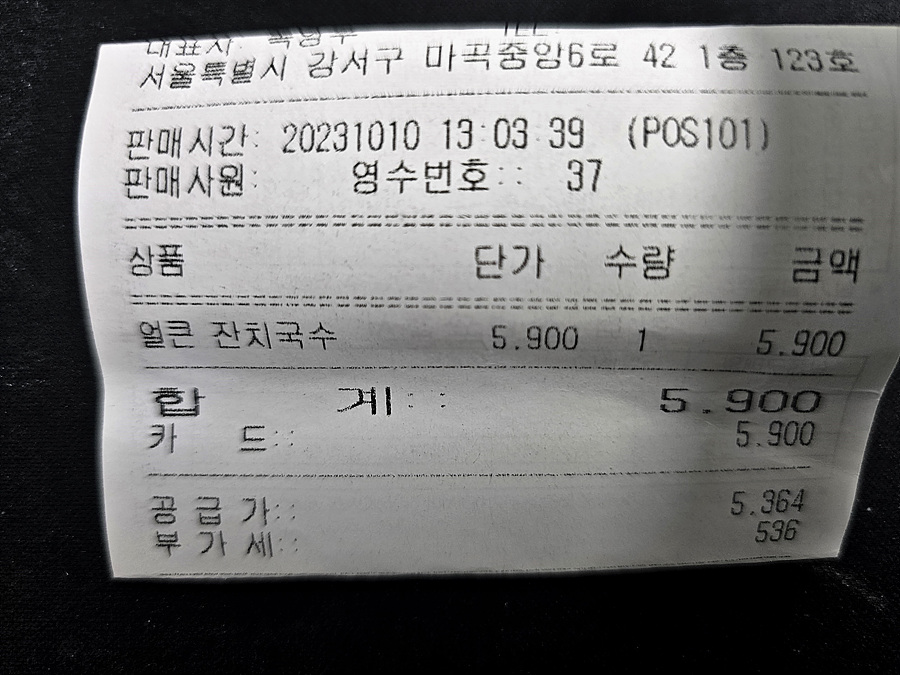 대표자:
서울특별시 강서구 마곡중앙6로 42 1층 123호
판매시간: 20231010 13:03:39 (POS101)
판매사원: 영수번호:: 37
상품 단가 수량 금액
얼큰 잔치국수 5.900 1 5.900
합 계:: 5.900
카 드:: 5.900
공 급 가:: 5.364
부 가 세:: 536